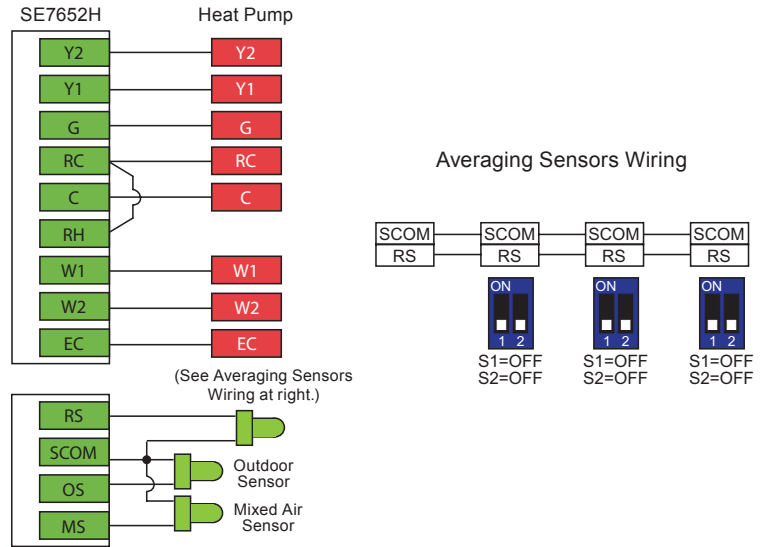 SE7652H
Heat Pump
Y2
Y2
Y1
Y1
G
G
RC
RC
C
C
RH
W1
W1
W2
W2
EC
EC
(See Averaging Sensors
Wiring at right.)
RS
SCOM
OS
MS
Outdoor
Sensor
Mixed Air
Sensor
Averaging Sensors Wiring
SCOM
SCOM
SCOM
SCOM
RS
RS
RS
RS
ON
1 2
S1=OFF
S2=OFF
ON
1 2
S1=OFF
S2=OFF
ON
1 2
S1=OFF
S2=OFF